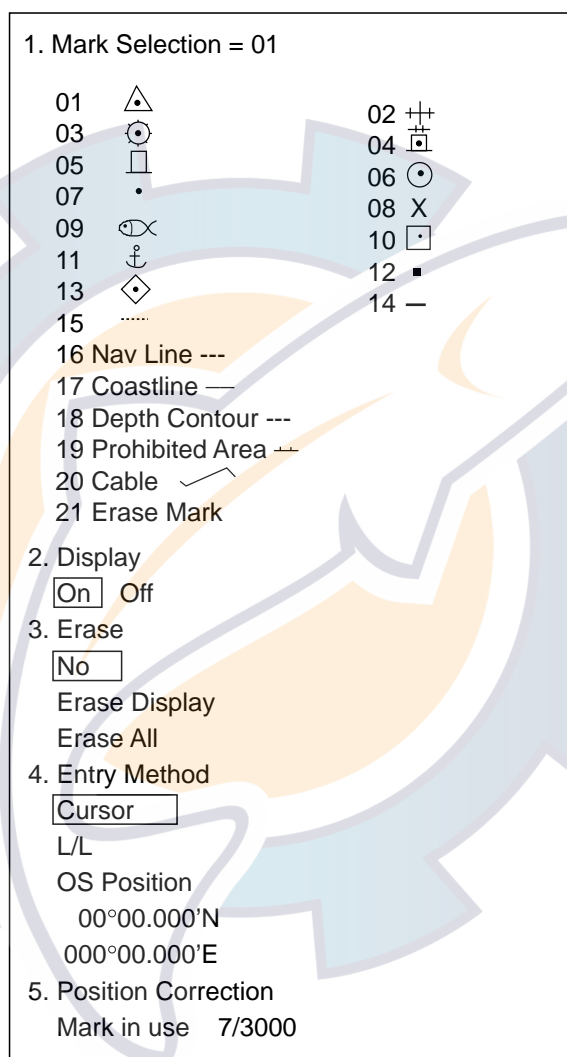 1. Mark Selection = 01
01
02
03
04
05
06
07
08 X
09
10
11
12
13
14
15
16 Nav Line ---
17 Coastline —
18 Depth Contour ---
19 Prohibited Area
20 Cable
21 Erase Mark
2. Display
On Off
3. Erase
No
Erase Display
Erase All
4. Entry Method
Cursor
L/L
OS Position
00°00.000’N
000°00.000’E
5. Position Correction
Mark in use 7/3000